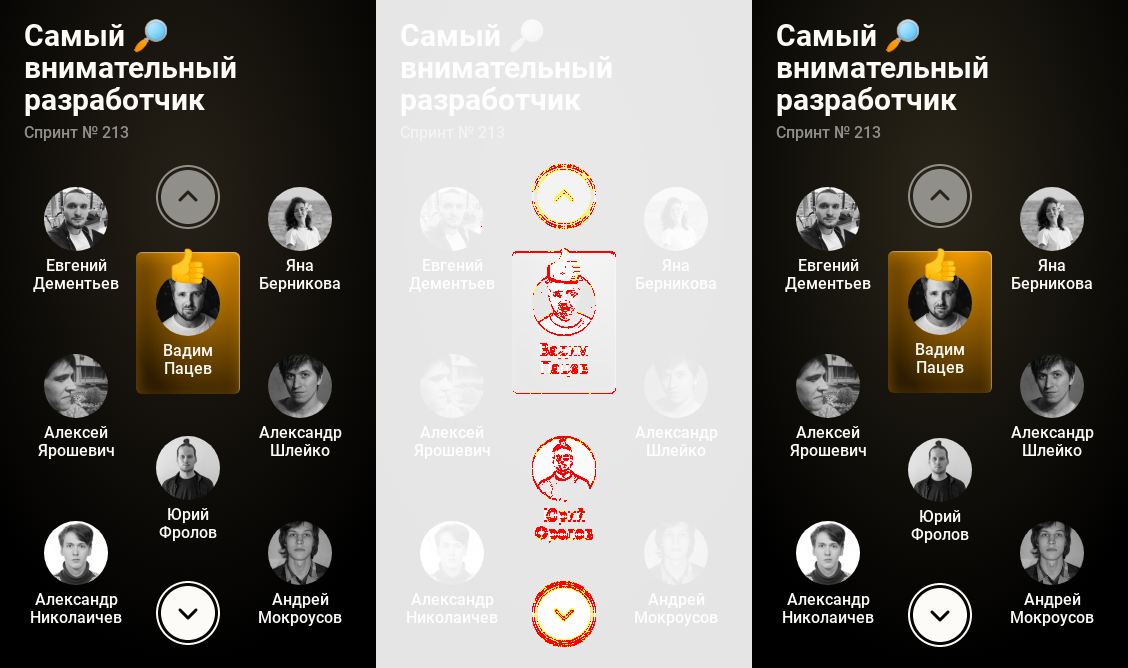 Самый 🔎
внимательный
разработчик
Спринт № 213
Евгений
Дементьев
Яна
Берникова
Вадим
Пацев
Алексей
Ярошевич
Александр
Шлейко
Юрий
Фролов
Александр
Николаичев
Андрей
Мокроусов
Самый
внимательный
разработчик
Спринт № 213
Евгений
Дементьев
Яна
Берникова
Вадим
Пацев
Алексей
Ярошевич
Александр
Шлейко
Юрий
Фролов
Александр
Николаичев
Андрей
Мокроусов
Самый 🔎
внимательный
разработчик
Спринт № 213
Евгений
Дементьев
Яна
Берникова
Вадим
Пацев
Алексей
Ярошевич
Александр
Шлейко
Юрий
Фролов
Александр
Николаичев
Андрей
Мокроусов